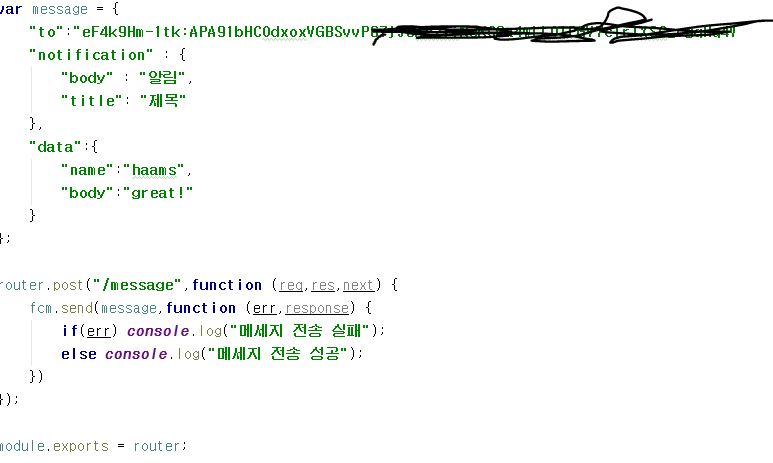 var message = {
"to":"eF4k9Hm-1tk:APA91bHC0dxoxVGBSvvP
"notification" : {
"body" : "알림",
"title": "제목"
},
"data":{
"name":"haams",
"body":"great!"
}
};
router.post("/message",function (req,res,next) {
fcm.send(message,function (err,response) {
if(err) console.log("메세지 전송 실패");
else console.log("메세지 전송 성공");
})
});
module.exports = router;